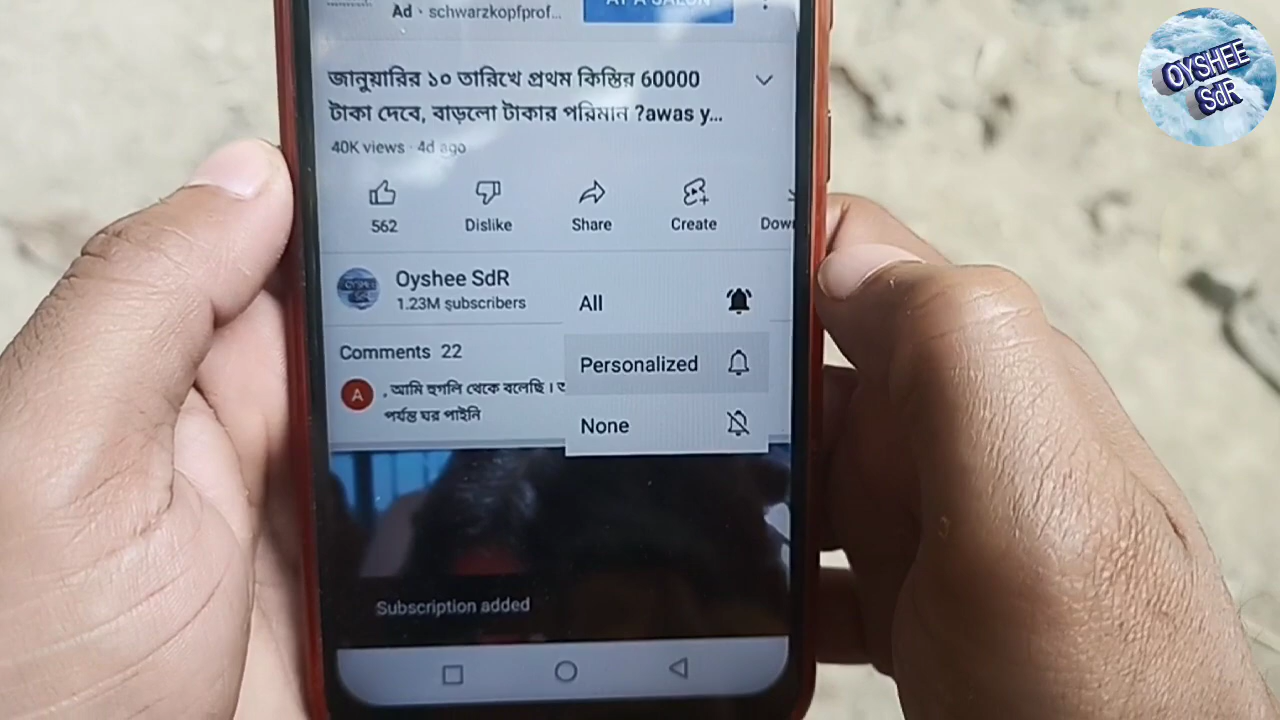 Ad · schwarzkopfprof...
জানুয়ারির ১০ তারিখে প্রথম কিস্তির 60000
টাকা দেবে, বাড়লো টাকার পরিমান ?awas y...
40K views · 4d ago
562
Dislike
Share
Create
Oyshee SdR
1.23M subscribers
All
Comments 22
Personalized
A
, আমি হুগলি থেকে বলেছি ।
পর্যন্ত ঘর পাইনি
None
Subscription added
OYSHEE
SdR